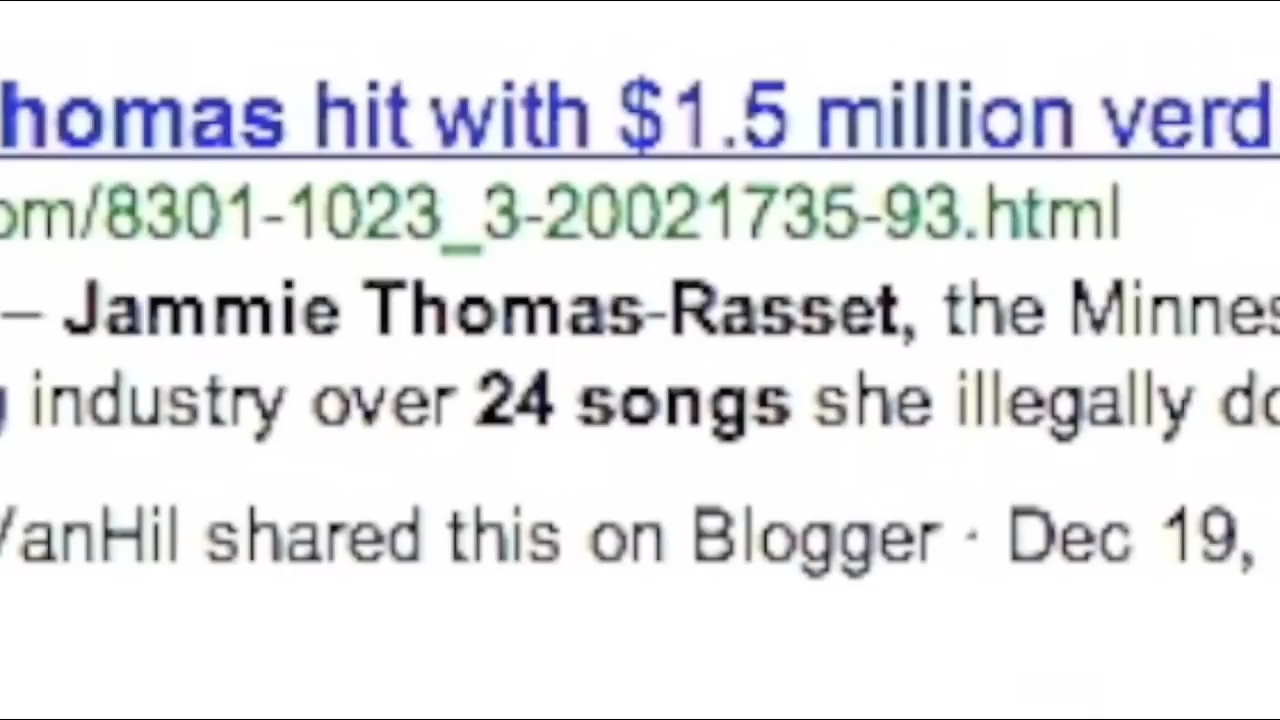 homas hit with $1.5 million verd
om/8301-1023_3-20021735-93.html
– Jammie Thomas-Rasset, the Minnes
g industry over 24 songs she illegally do
VanHil shared this on Blogger · Dec 19,